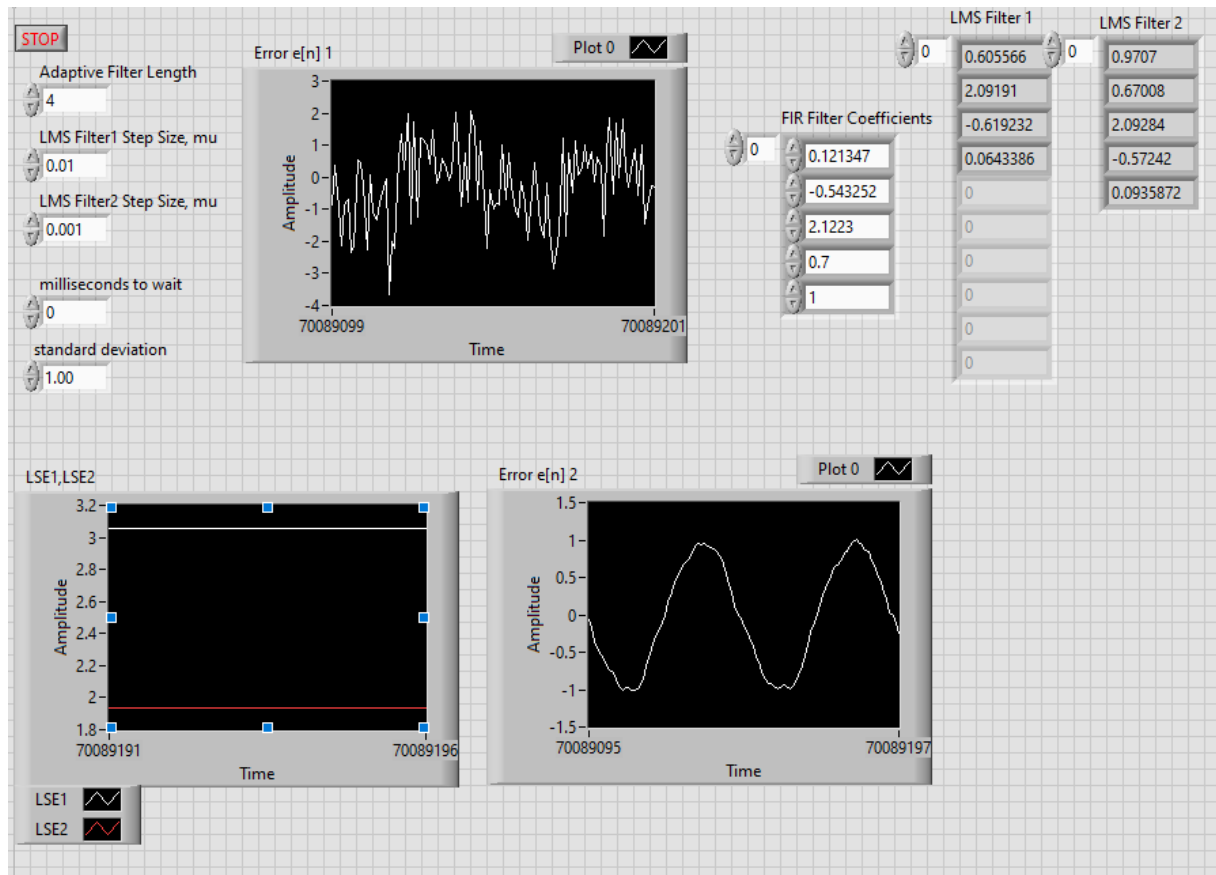 STOP
Adaptive Filter Length
4
LMS Filter1 Step Size, mu
0.01
LMS Filter2 Step Size, mu
0.001
milliseconds to wait
0
standard deviation
1.00
Error e[n] 1
Plot 0
Amplitude
3
2
1
0
-1
-2
-3
-4
70089099
70089201
Time
FIR Filter Coefficients
0
0.121347
-0.543252
2.1223
0.7
1
LMS Filter 1
0
0.605566
2.09191
-0.619232
0.0643386
0
0
0
0
0
0
LMS Filter 2
0
0.9707
0.67008
2.09284
-0.57242
0.0935872
LSE1,LSE2
Amplitude
3.2
3
2.8
2.6
2.4
2.2
2
1.8
70089191
70089196
Time
LSE1
LSE2
Error e[n] 2
Plot 0
Amplitude
1.5
1
0.5
0
-0.5
-1
-1.5
70089095
70089197
Time